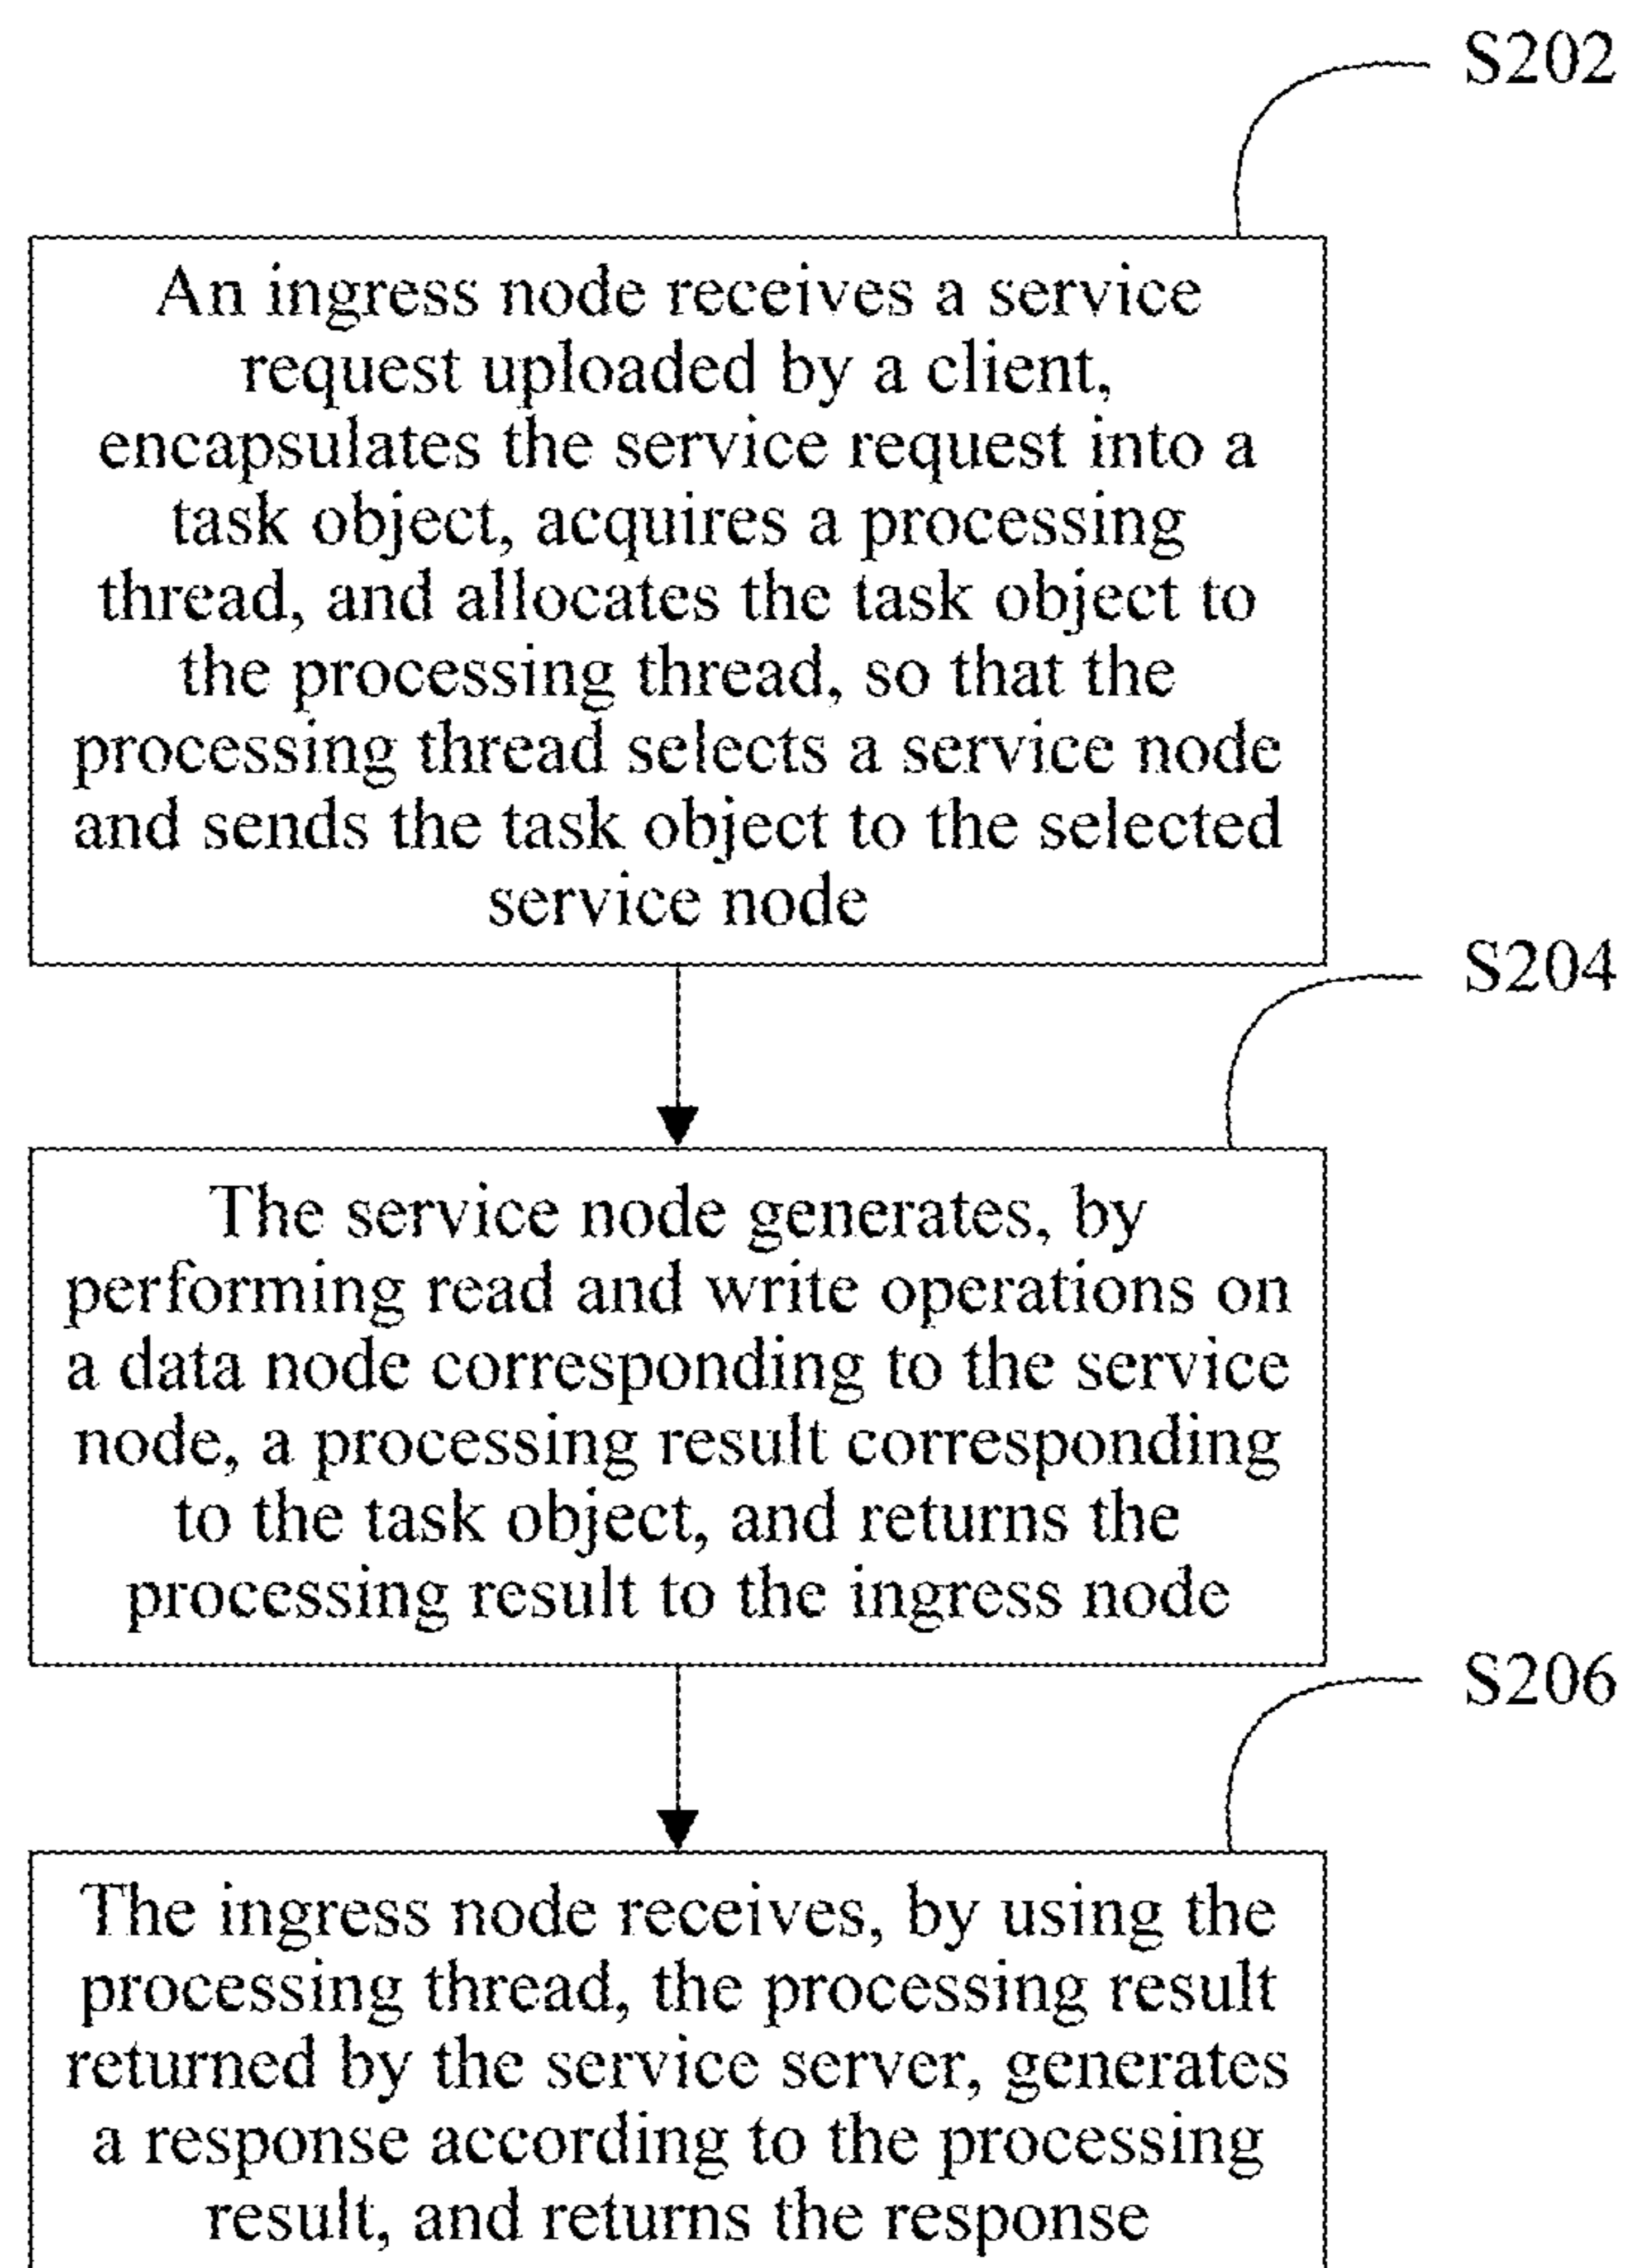 S202
An ingress node receives a service
request uploaded by a client,
encapsulates the service request into a
task object, acquires a processing
thread, and allocates the task object to
the processing thread, so that the
processing thread selects a service node
and sends the task object to the selected
service node
S204
The service node generates, by
performing read and write operations on
a data node corresponding to the service
node, a processing result corresponding
to the task object, and returns the
processing result to the ingress node
S206
The ingress node receives, by using the
processing thread, the processing result
returned by the service server, generates
a response according to the processing
result, and returns the response